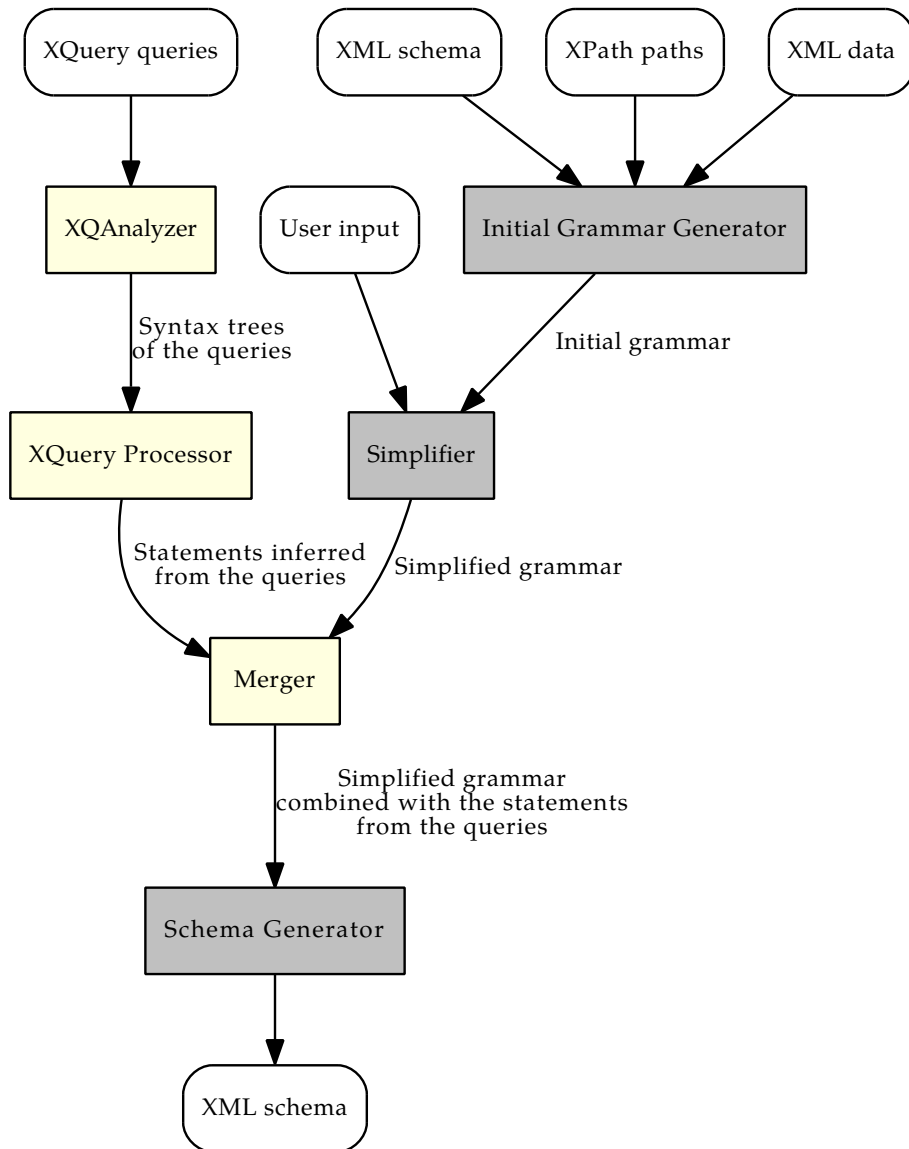 XQuery queries
XML schema
XPath paths
XML data
XQAnalyzer
User input
Initial Grammar Generator
Syntax trees
of the queries
Initial grammar
XQuery Processor
Simplifier
Statements inferred
from the queries
Simplified grammar
Merger
Simplified grammar
combined with the statements
from the queries
Schema Generator
XML schema